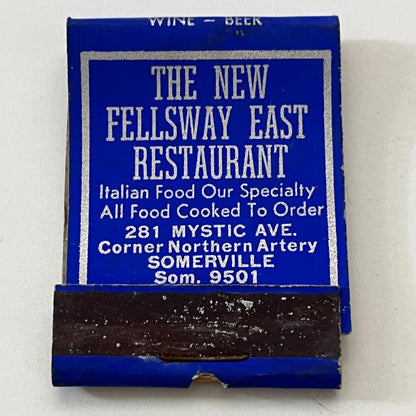 WINE – BEER
THE NEW
FELLSWAY EAST
RESTAURANT
Italian Food Our Specialty
All Food Cooked To Order
281 MYSTIC AVE.
Corner Northern Artery
SOMERVILLE
Som. 9501